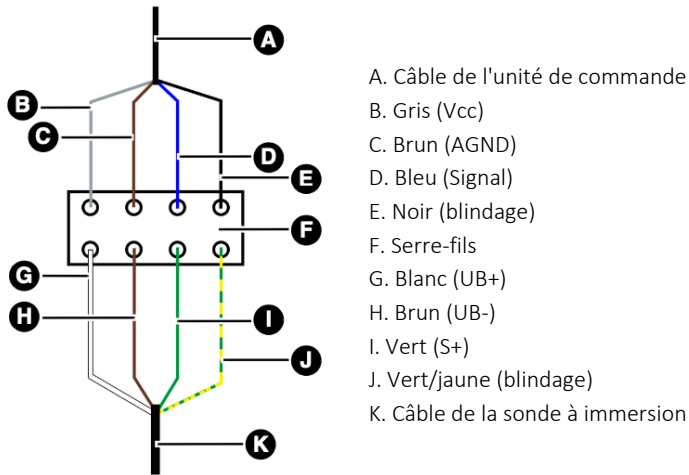 A
B
C
D
E
F
G
H
I
J
K
A. Câble de l'unité de commande
B. Gris (Vcc)
C. Brun (AGND)
D. Bleu (Signal)
E. Noir (blindage)
F. Serre-fils
G. Blanc (UB+)
H. Brun (UB-)
I. Vert (S+)
J. Vert/jaune (blindage)
K. Câble de la sonde à immersion